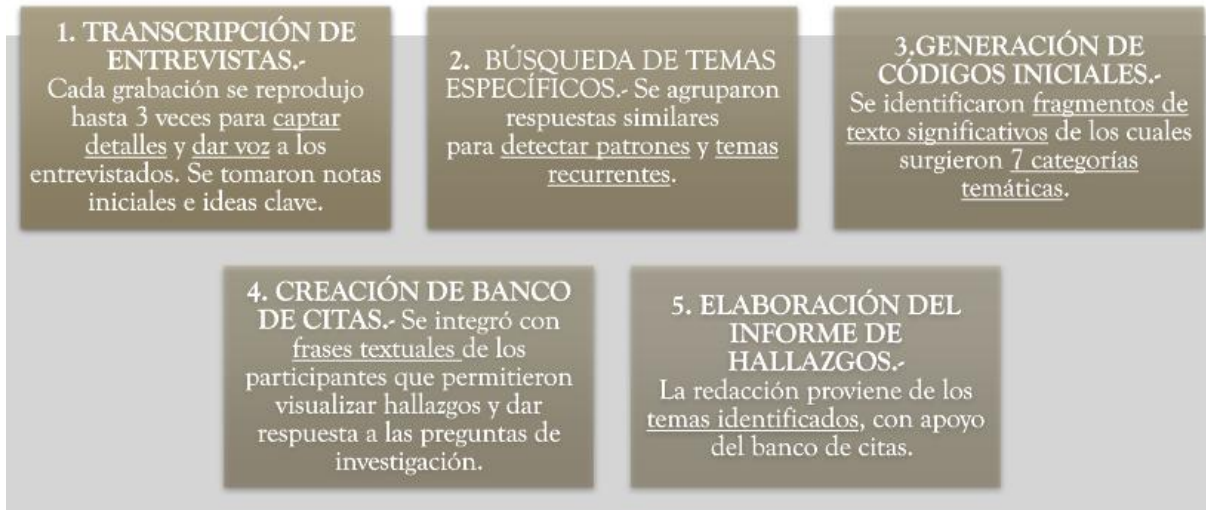 1. TRANSCRIPCIÓN DE
ENTREVISTAS.-
Cada grabación se reprodujo
hasta 3 veces para captar
detalles y dar voz a los
entrevistados. Se tomaron notas
iniciales e ideas clave.
2. BÚSQUEDA DE TEMAS
ESPECÍFICOS.- Se agruparon
respuestas similares
para detectar patrones y temas
recurrentes.
3.GENERACIÓN DE
CÓDIGOS INICIALES.-
Se identificaron fragmentos de
texto significativos de los cuales
surgieron 7 categorías
temáticas.
4. CREACIÓN DE BANCO
DE CITAS.- Se integró con
frases textuales de los
participantes que permitieron
visualizar hallazgos y dar
respuesta a las preguntas de
investigación.
5. ELABORACIÓN DEL
INFORME DE
HALLAZGOS.-
La redacción proviene de los
temas identificados, con apoyo
del banco de citas.